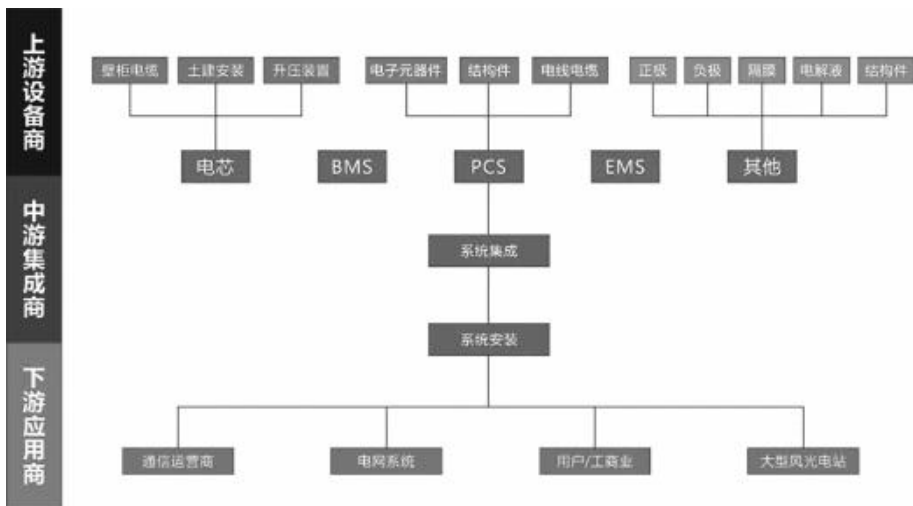 上游设备商
壁柜电缆 土建安装 升压装置 电子元器件 结构件 电线电缆 正极 负极 隔膜 电解液 结构件
电芯 BMS PCS EMS 其他
中游集成商
系统集成
系统安装
下游应用商
通信运营商 电网系统 用户/工商业 大型风光电站